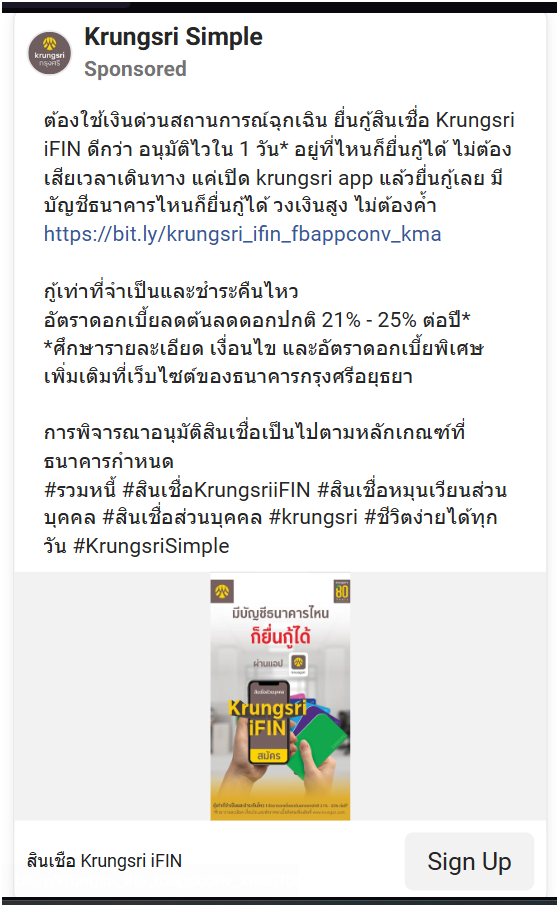 Krungsri Simple
Sponsored
krungsri
กรุงศรี
ต้องใช้เงินด่วนสถานการณ์ฉุกเฉิน ยื่นกู้สินเชื่อ Krungsri
iFIN ดีกว่า อนุมัติไวใน 1 วัน* อยู่ที่ไหนก็ยื่นกู้ได้ ไม่ต้อง
เสียเวลาเดินทาง แค่เปิด krungsri app แล้วยื่นกู้เลย มี
บัญชีธนาคารไหนก็ยื่นกู้ได้ วงเงินสูง ไม่ต้องค้ำ
https://bit.ly/krungsri_ifin_fbappconv_kma
กู้เท่าที่จำเป็นและชำระคืนไหว
อัตราดอกเบี้ยลดต้นลดดอกปกติ 21% - 25% ต่อปี*
*ศึกษารายละเอียด เงื่อนไข และอัตราดอกเบี้ยพิเศษ
เพิ่มเติมที่เว็บไซต์ของธนาคารกรุงศรีอยุธยา
การพิจารณาอนุมัติสินเชื่อเป็นไปตามหลักเกณฑ์ที่
ธนาคารกำหนด
#รวมหนี้ #สินเชื่อKrungsriiFIN #สินเชื่อหมุนเวียนส่วน
บุคคล #สินเชื่อส่วนบุคคล #krungsri #ชีวิตง่ายได้ทุก
วัน #KrungsriSimple
80
มีบัญชีธนาคารไหน
ก็ยื่นกู้ได้
ผ่านแอป
krungsri
สินเชื่อส่วนบุคคล
Krungsri
iFIN
สมัคร
สินเชื่อ Krungsri iFIN
Sign Up